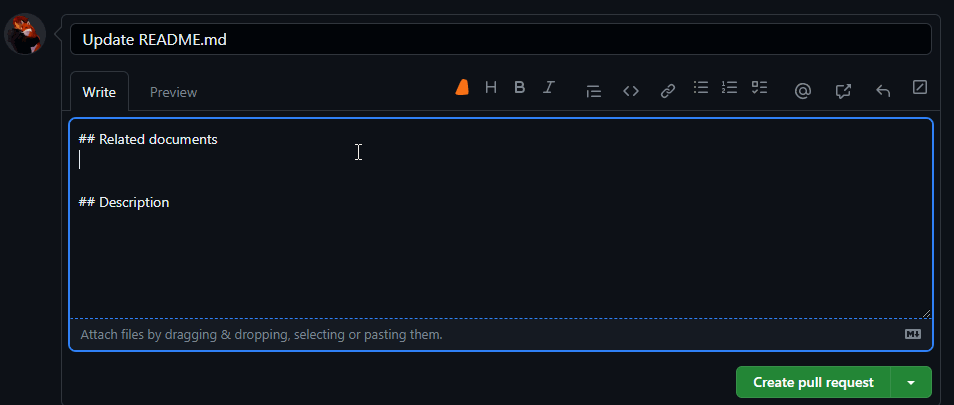 Update README.md
Write Preview
## Related documents
## Description
Attach files by dragging & dropping, selecting or pasting them.
Create pull request